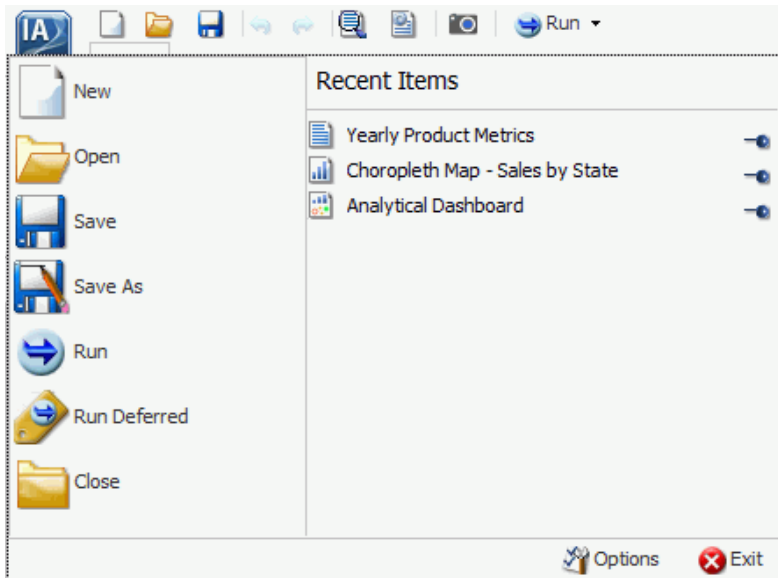 IA
Run
New
Recent Items
Yearly Product Metrics
Open
Choropleth Map - Sales by State
Analytical Dashboard
Save
Save As
Run
Run Deferred
Close
Options
Exit